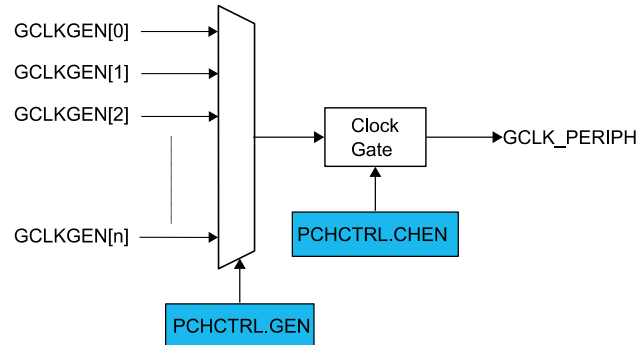 GCLKGEN[0]
GCLKGEN[1]
GCLKGEN[2]
GCLKGEN[n]
Clock
Gate
GCLK_PERIPH
PCHCTRL.CHEN
PCHCTRL.GEN